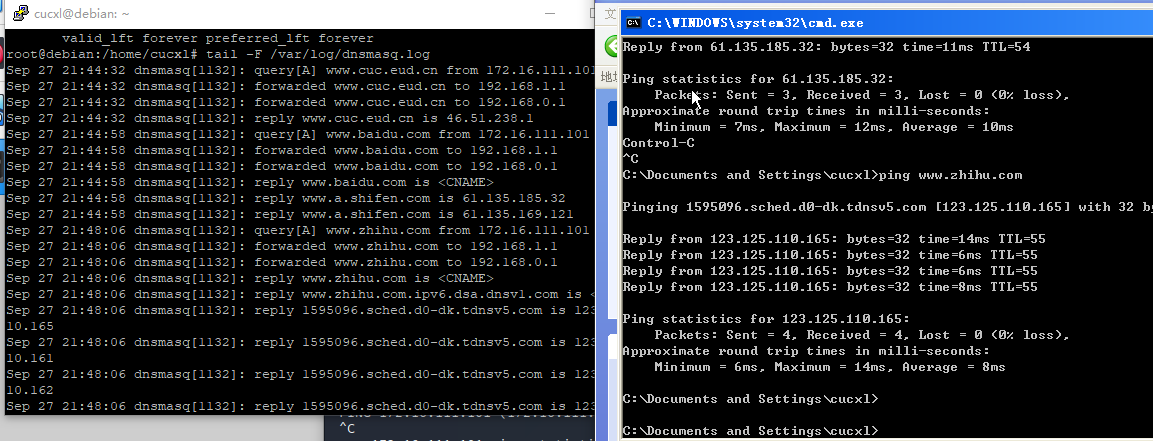 cucxl@debian: ~
valid_lft forever preferred_lft forever
root@debian:/home/cucxl# tail -F /var/log/dnsmasq.log
Sep 27 21:44:32 dnsmasq[1132]: query[A] www.cuc.eud.cn from 172.16.111.101
Sep 27 21:44:32 dnsmasq[1132]: forwarded www.cuc.eud.cn to 192.168.1.1
Sep 27 21:44:32 dnsmasq[1132]: forwarded www.cuc.eud.cn to 192.168.0.1
Sep 27 21:44:32 dnsmasq[1132]: reply www.cuc.eud.cn is 46.51.238.1
Sep 27 21:44:58 dnsmasq[1132]: query[A] www.baidu.com from 172.16.111.101
Sep 27 21:44:58 dnsmasq[1132]: forwarded www.baidu.com to 192.168.1.1
Sep 27 21:44:58 dnsmasq[1132]: forwarded www.baidu.com to 192.168.0.1
Sep 27 21:44:58 dnsmasq[1132]: reply www.baidu.com is <CNAME>
Sep 27 21:44:58 dnsmasq[1132]: reply www.a.shifen.com is 61.135.185.32
Sep 27 21:44:58 dnsmasq[1132]: reply www.a.shifen.com is 61.135.169.121
Sep 27 21:48:06 dnsmasq[1132]: query[A] www.zhihu.com from 172.16.111.101
Sep 27 21:48:06 dnsmasq[1132]: forwarded www.zhihu.com to 192.168.1.1
Sep 27 21:48:06 dnsmasq[1132]: forwarded www.zhihu.com to 192.168.0.1
Sep 27 21:48:06 dnsmasq[1132]: reply www.zhihu.com is <CNAME>
Sep 27 21:48:06 dnsmasq[1132]: reply www.zhihu.com.ipv6.dsa.dnsv1.com is <
Sep 27 21:48:06 dnsmasq[1132]: reply 1595096.sched.d0-dk.tdnsv5.com is 123
10.165
Sep 27 21:48:06 dnsmasq[1132]: reply 1595096.sched.d0-dk.tdnsv5.com is 123
10.161
Sep 27 21:48:06 dnsmasq[1132]: reply 1595096.sched.d0-dk.tdnsv5.com is 123
10.162
Sep 27 21:48:06 dnsmasq[1132]: reply 1595096.sched.d0-dk.tdnsv5.com is 123
^C
文
C:\WINDOWS\system32\cmd.exe
Reply from 61.135.185.32: bytes=32 time=11ms TTL=54
Ping statistics for 61.135.185.32:
Packets: Sent = 3, Received = 3, Lost = 0 (0% loss),
Approximate round trip times in milli-seconds:
Minimum = 7ms, Maximum = 12ms, Average = 10ms
Control-C
^C
C:\Documents and Settings\cucxl>ping www.zhihu.com
Pinging 1595096.sched.d0-dk.tdnsv5.com [123.125.110.165] with 32 by
Reply from 123.125.110.165: bytes=32 time=14ms TTL=55
Reply from 123.125.110.165: bytes=32 time=6ms TTL=55
Reply from 123.125.110.165: bytes=32 time=6ms TTL=55
Reply from 123.125.110.165: bytes=32 time=8ms TTL=55
Ping statistics for 123.125.110.165:
Packets: Sent = 4, Received = 4, Lost = 0 (0% loss),
Approximate round trip times in milli-seconds:
Minimum = 6ms, Maximum = 14ms, Average = 8ms
C:\Documents and Settings\cucxl>
C:\Documents and Settings\cucxl>